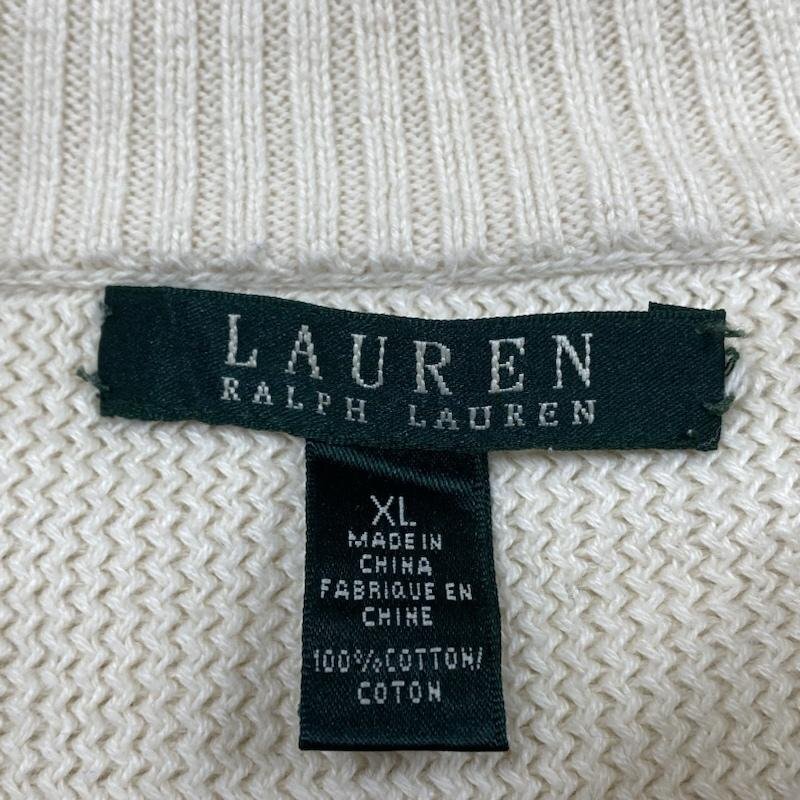 LAUREN
RALPH LAUREN
XL
MADE IN
CHINA
FABRIQUE EN
CHINE
100% COTTON/
COTON